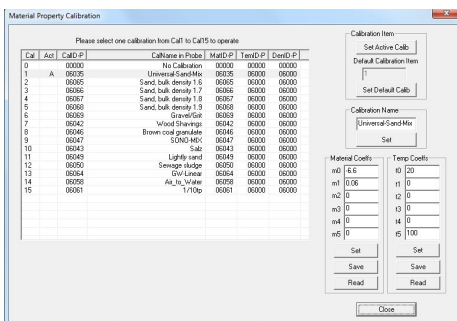 Material Property Calibration
Please select one calibration from Cal1 to Cal15 to operate
Cal Act CalID-P CalName in Probe MatID-P TemID-P DenID-P
0 00000 No Calibration 00000 00000 00000
1 A 06035 Universal-Sand-Mix 06035 06000 06000
2 06065 Sand, bulk density 1.6 06065 06000 06000
3 06066 Sand, bulk density 1.7 06066 06000 06000
4 06067 Sand, bulk density 1.8 06067 06000 06000
5 06068 Sand, bulk density 1.9 06068 06000 06000
6 06069 Gravel/Grit 06069 06000 06000
7 06042 Wood Shavings 06042 06000 06000
8 06046 Brown coal granulate 06046 06000 06000
9 06047 SONO-MIX 06047 06000 06000
10 06043 Salz 06043 06000 06000
11 06049 Lightly sand 06049 06000 06000
12 06050 Sewage sludge 06050 06000 06000
13 06064 GW-Linear 06064 06000 06000
14 06058 Air_to_Water 06058 06000 06000
15 06061 1/10tp 06061 06000 06000
Calibration Item
Set Active Calib
Default Calibration Item
1
Set Default Calib
Calibration Name
Universal-Sand-Mix
Set
Material Coeffs Temp Coeffs
m0 -6.6 t0 20
m1 0.06 t1 0
m2 0 t2 0
m3 0 t3 0
m4 0 t4 0
m5 0 t5 100
Set Set
Save Save
Read Read
Close